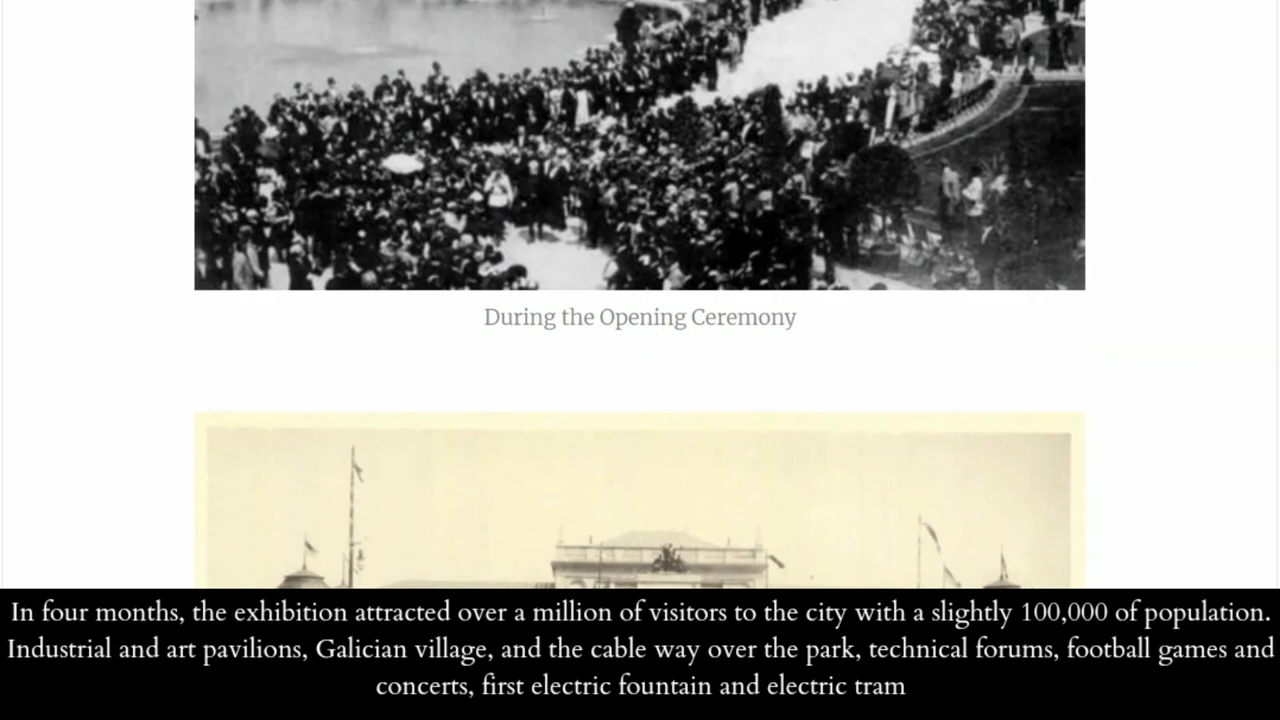 During the Opening Ceremony
In four months, the exhibition attracted over a million of visitors to the city with a slightly 100,000 of population.
Industrial and art pavilions, Galician village, and the cable way over the park, technical forums, football games and
concerts, first electric fountain and electric tram